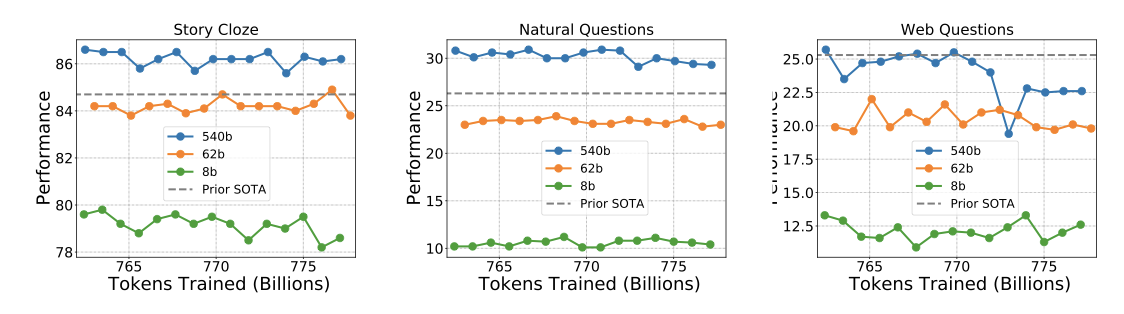 Story Cloze
Performance
86
84
82
80
78
540b
62b
8b
Prior SOTA
765
770
775
Tokens Trained (Billions)
Natural Questions
Performance
30
25
20
15
10
540b
62b
8b
Prior SOTA
765
770
775
Tokens Trained (Billions)
Web Questions
Performance
25.0
22.5
20.0
17.5
15.0
12.5
540b
62b
8b
Prior SOTA
765
770
775
Tokens Trained (Billions)